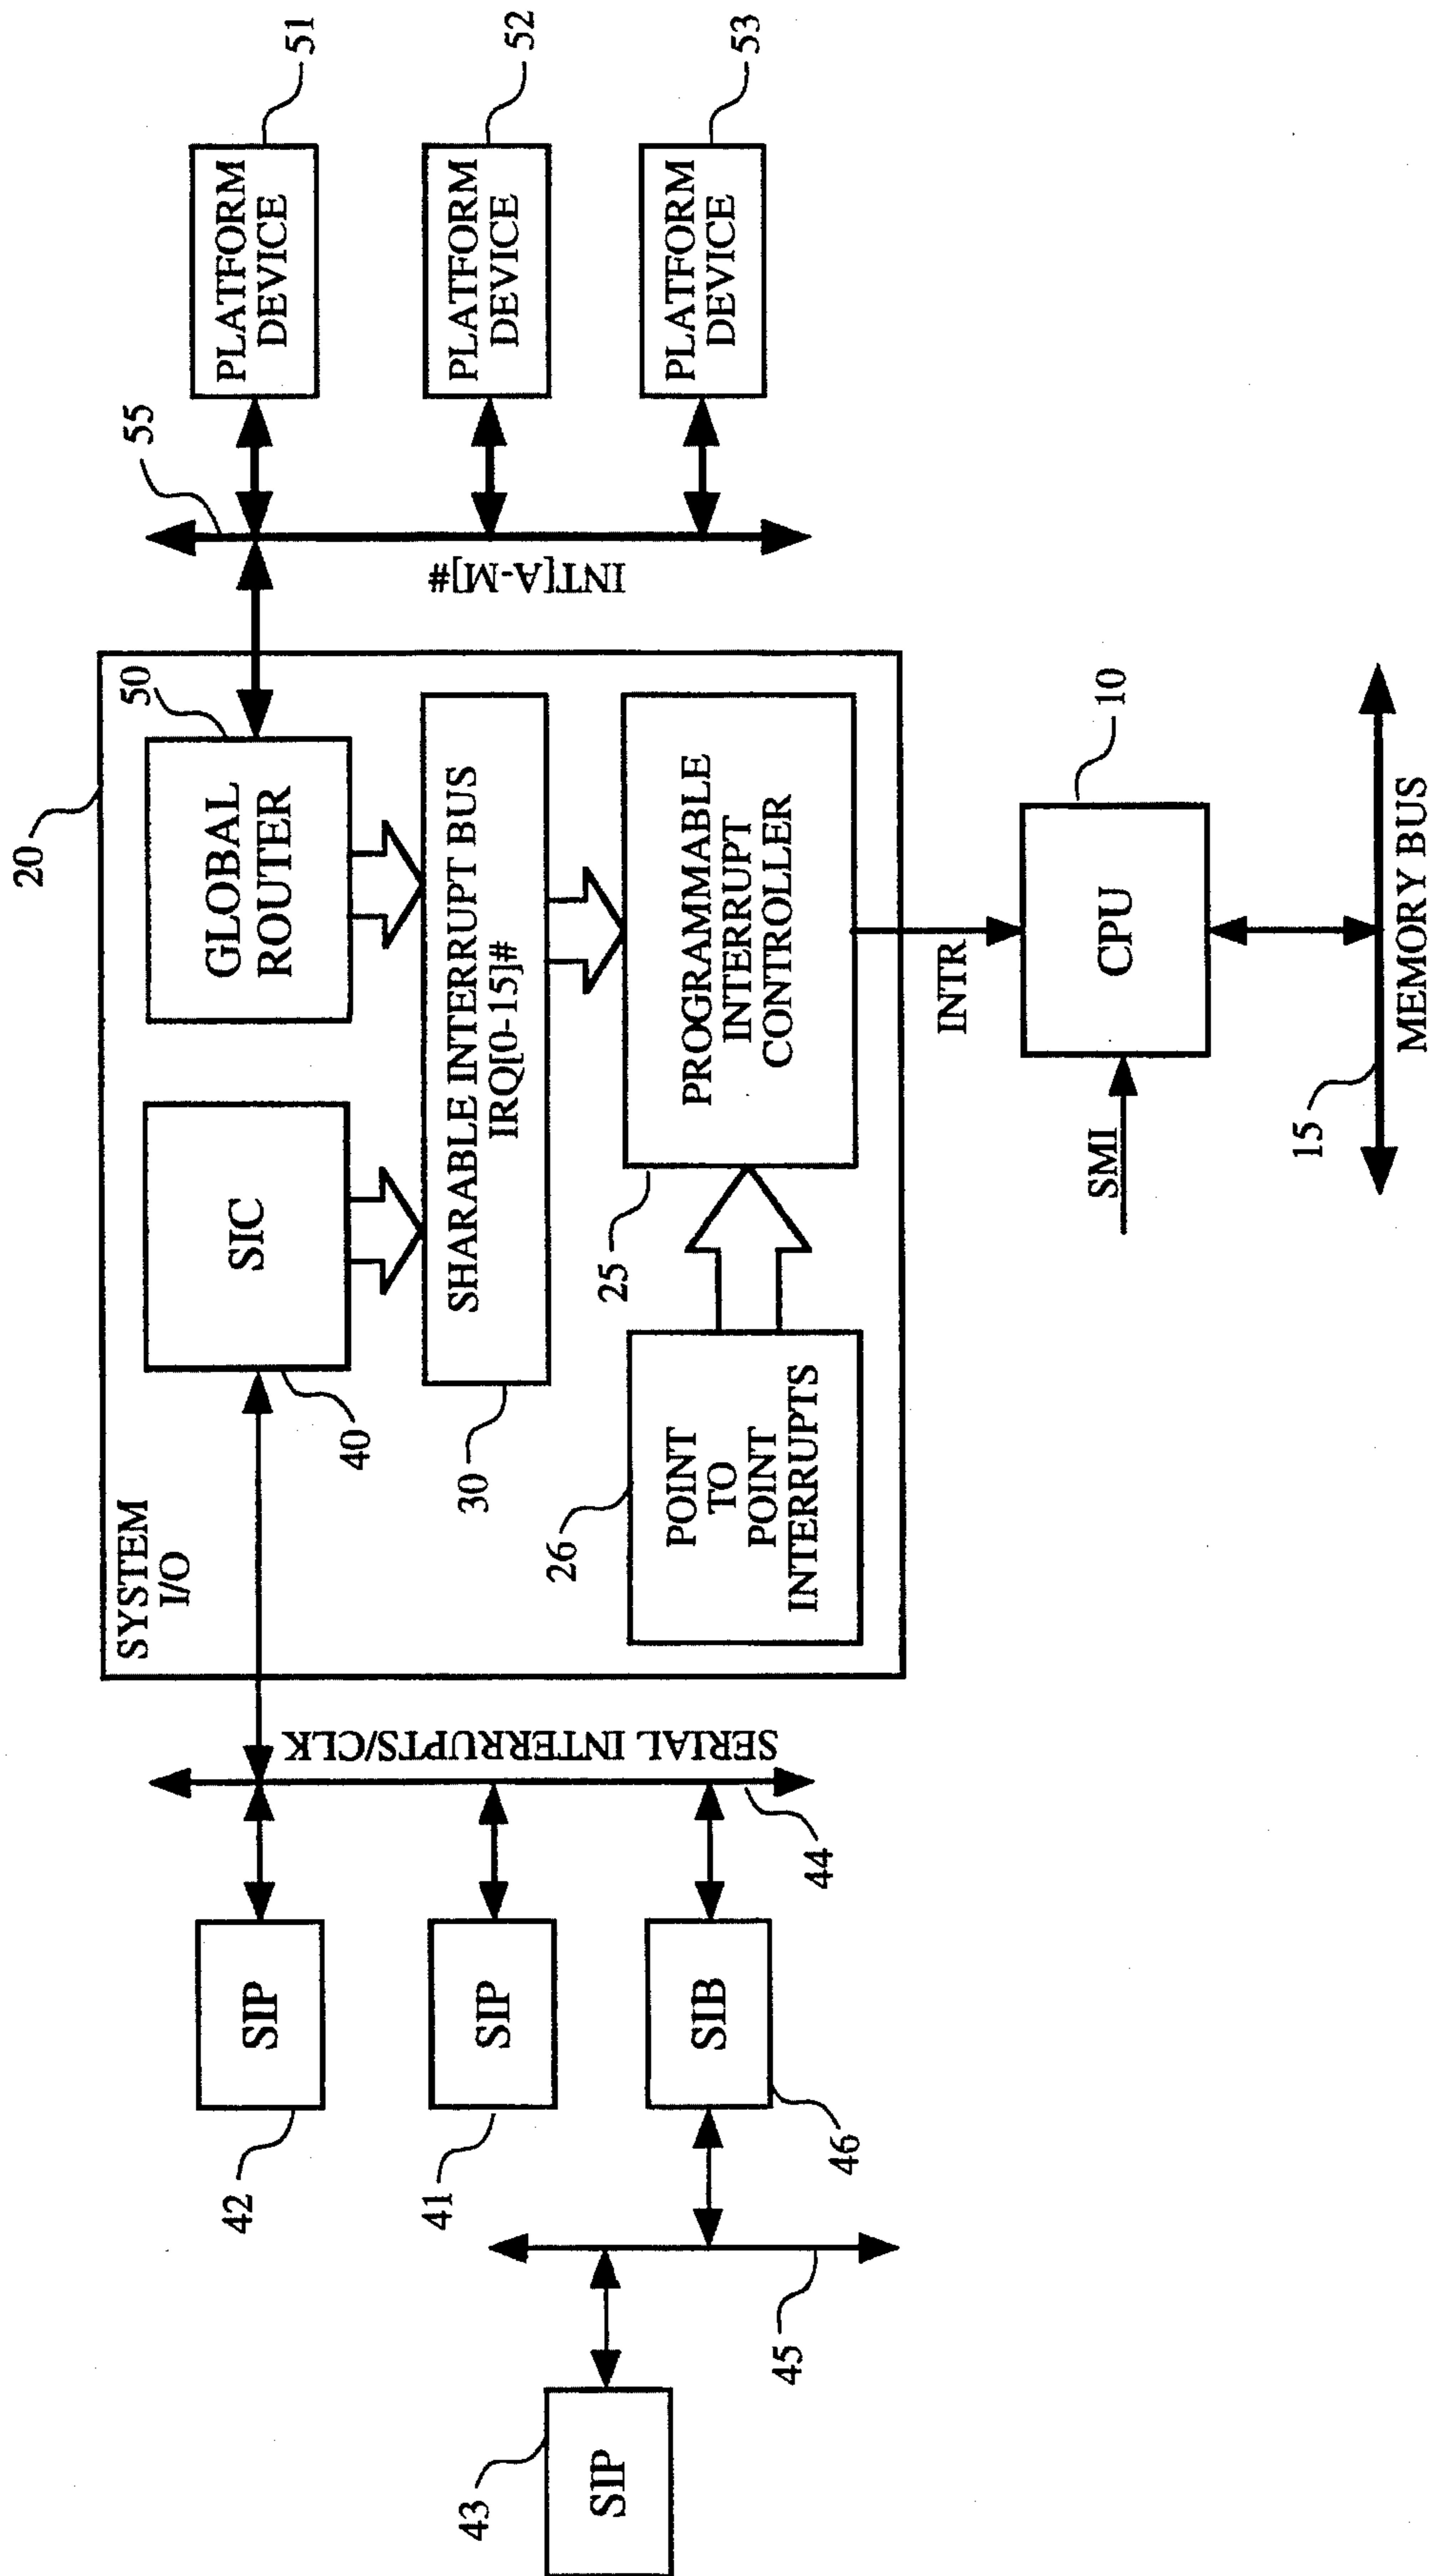 20
SYSTEM
I/O
SIC
40
GLOBAL
ROUTER
50
SHARABLE INTERRUPT BUS
IRQ[0-15]#
30
POINT
TO
POINT
INTERRUPTS
26
PROGRAMMABLE
INTERRUPT
CONTROLLER
25
SERIAL INTERRUPTS/CLK
44
SIP
42
SIP
41
SIB
46
45
SIP
43
INT[A-M]#
55
PLATFORM
DEVICE
51
PLATFORM
DEVICE
52
PLATFORM
DEVICE
53
INTR
SMI
CPU
10
15
MEMORY BUS